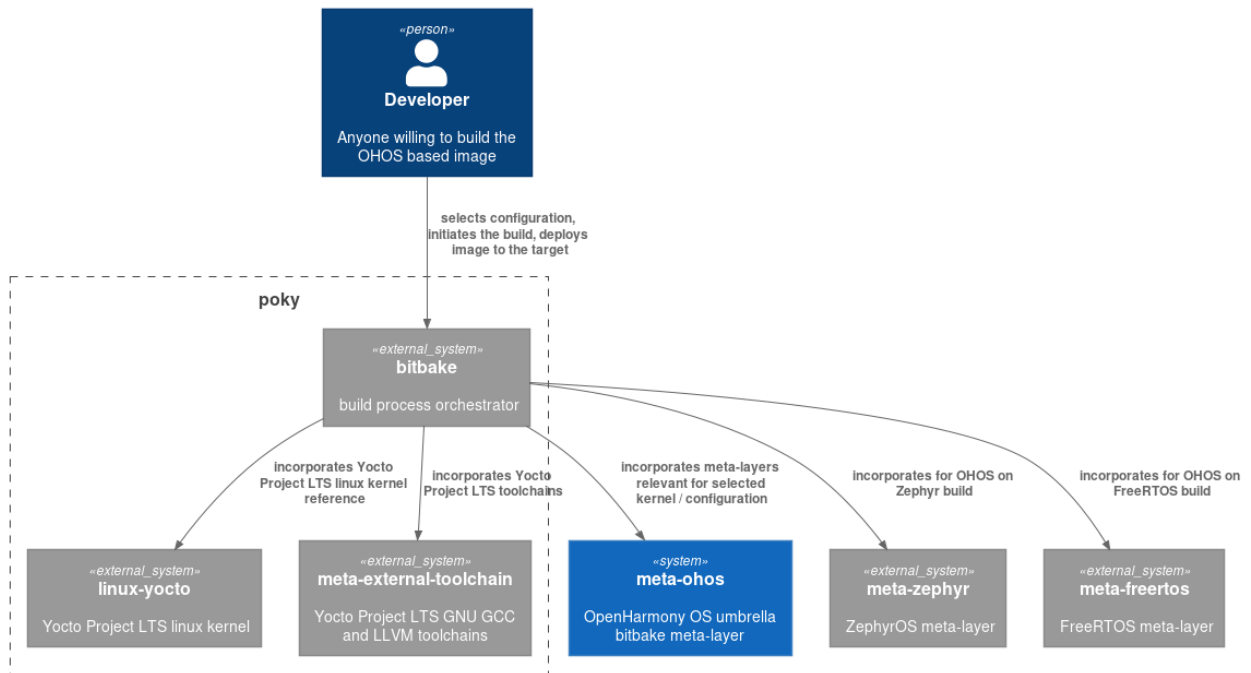 «person»
Developer
Anyone willing to build the
OHOS based image
selects configuration,
initiates the build, deploys
image to the target
poky
«external_system»
bitbake
build process orchestrator
incorporates Yocto
Project LTS linux kernel
reference
incorporates Yocto
Project LTS toolchains
incorporates meta-layers
relevant for selected
kernel / configuration
incorporates for OHOS on
Zephyr build
incorporates for OHOS on
FreeRTOS build
«external_system»
linux-yocto
Yocto Project LTS linux kernel
«external_system»
meta-external-toolchain
Yocto Project LTS GNU GCC
and LLVM toolchains
«system»
meta-ohos
OpenHarmony OS umbrella
bitbake meta-layer
«external_system»
meta-zephyr
ZephyrOS meta-layer
«external_system»
meta-freertos
FreeRTOS meta-layer